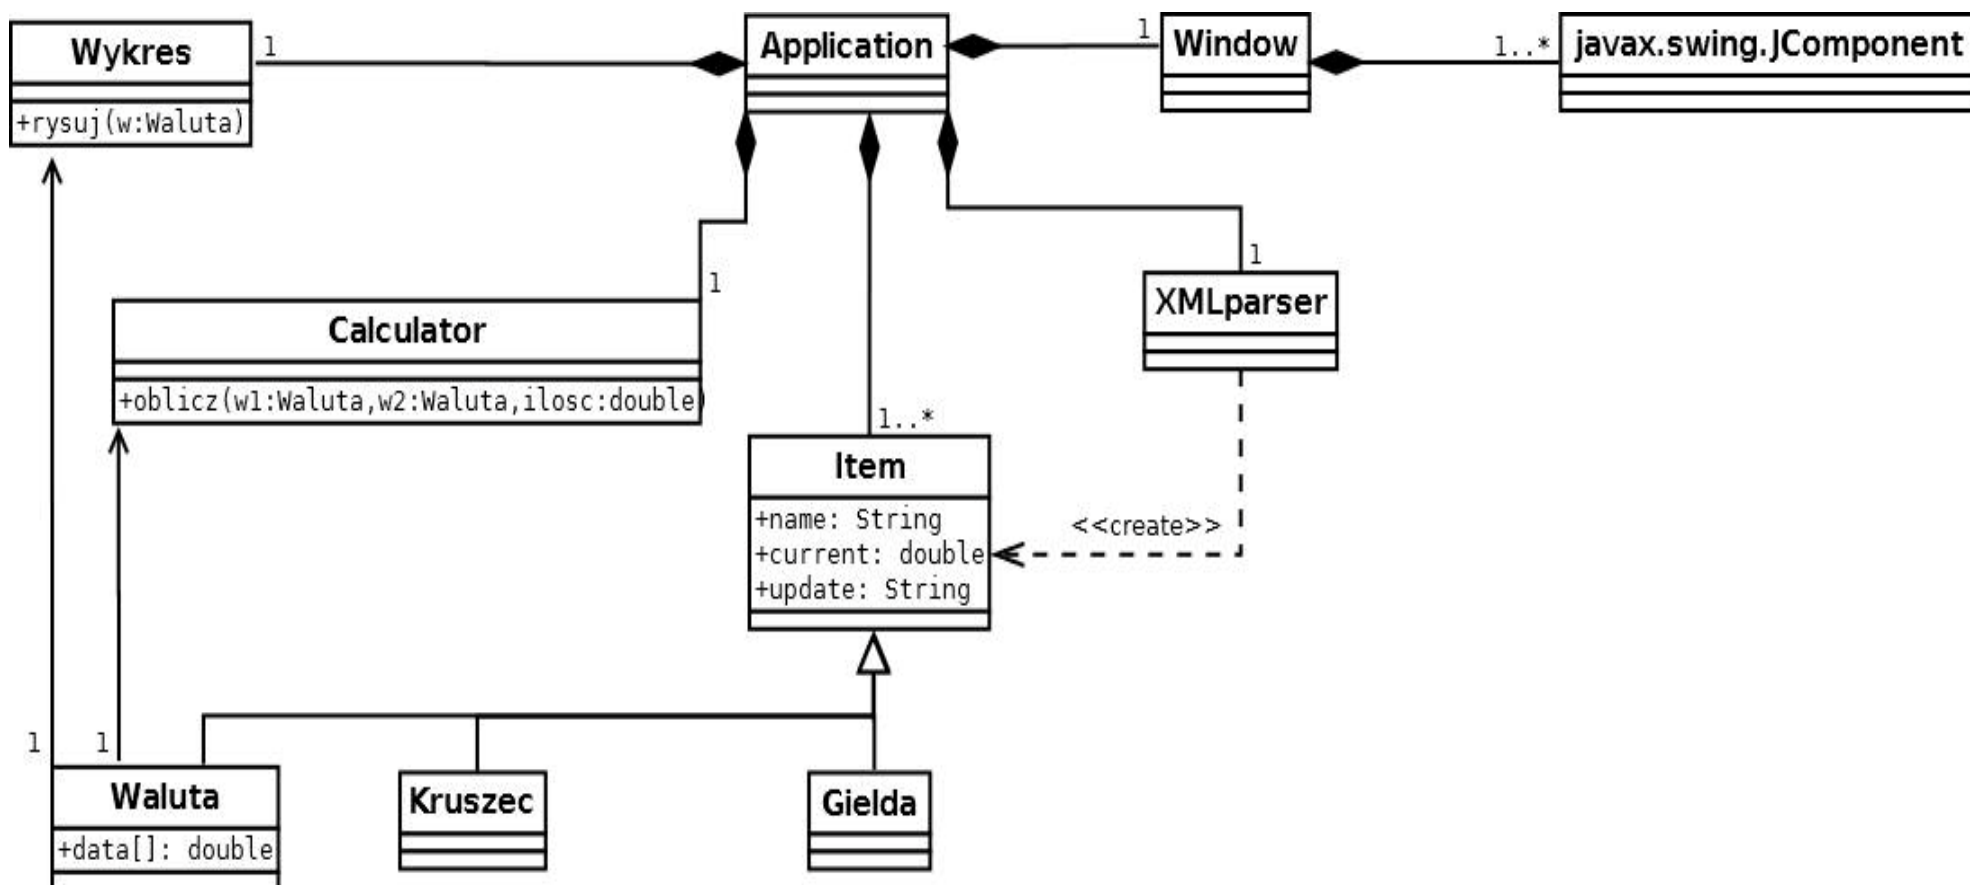 Wykres
+rysuj(w:Waluta)
1
Application
1
Window
1..*
javax.swing.JComponent
1
Calculator
+oblicz(w1:Waluta,w2:Waluta,ilosc:double)
1
XMLparser
1..*
Item
+name: String
+current: double
+update: String
<<create>>
1
1
Waluta
+data[]: double
Kruszec
Gielda